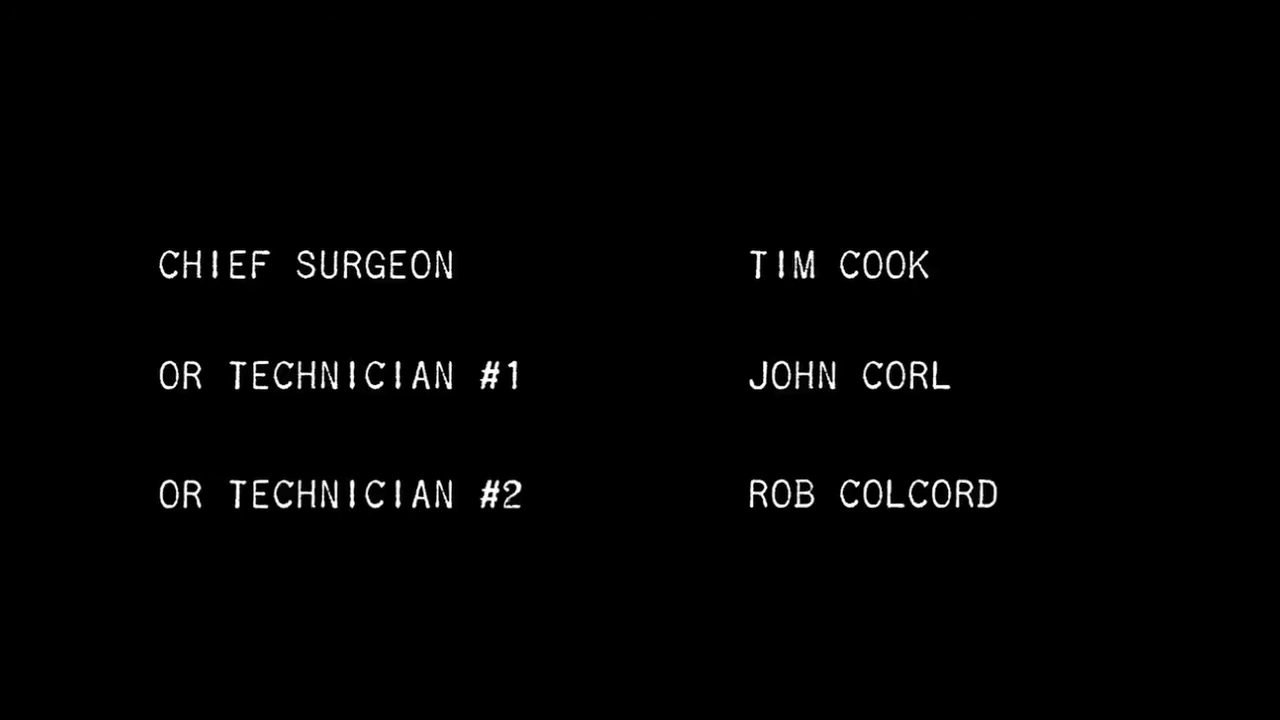 CHIEF SURGEON TIM COOK
OR TECHNICIAN #1 JOHN CORL
OR TECHNICIAN #2 ROB COLCORD